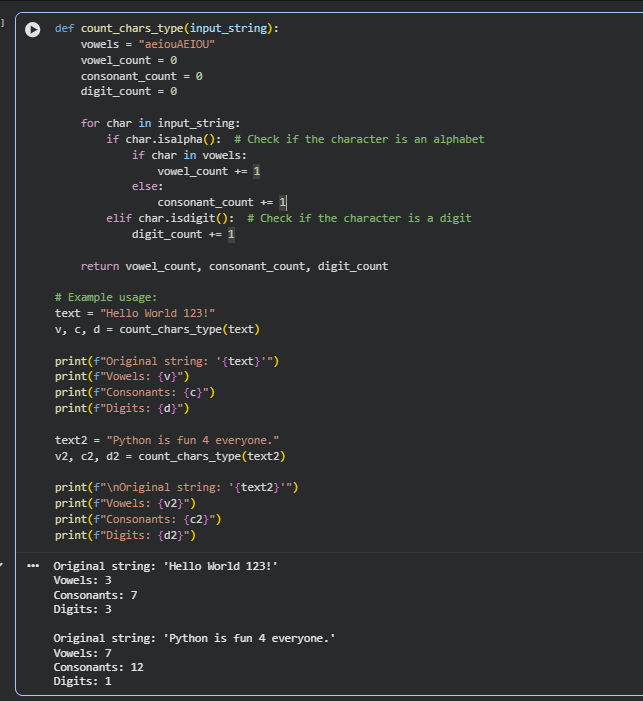 ]
def count_chars_type(input_string):
    vowels = "aeiouAEIOU"
    vowel_count = 0
    consonant_count = 0
    digit_count = 0

    for char in input_string:
        if char.isalpha():  # Check if the character is an alphabet
            if char in vowels:
                vowel_count += 1
            else:
                consonant_count += 1
        elif char.isdigit():  # Check if the character is a digit
            digit_count += 1

    return vowel_count, consonant_count, digit_count

# Example usage:
text = "Hello World 123!"
v, c, d = count_chars_type(text)

print(f"Original string: '{text}'")
print(f"Vowels: {v}")
print(f"Consonants: {c}")
print(f"Digits: {d}")

text2 = "Python is fun 4 everyone."
v2, c2, d2 = count_chars_type(text2)

print(f"\nOriginal string: '{text2}'")
print(f"Vowels: {v2}")
print(f"Consonants: {c2}")
print(f"Digits: {d2}")

Original string: 'Hello World 123!'
Vowels: 3
Consonants: 7
Digits: 3

Original string: 'Python is fun 4 everyone.'
Vowels: 7
Consonants: 12
Digits: 1